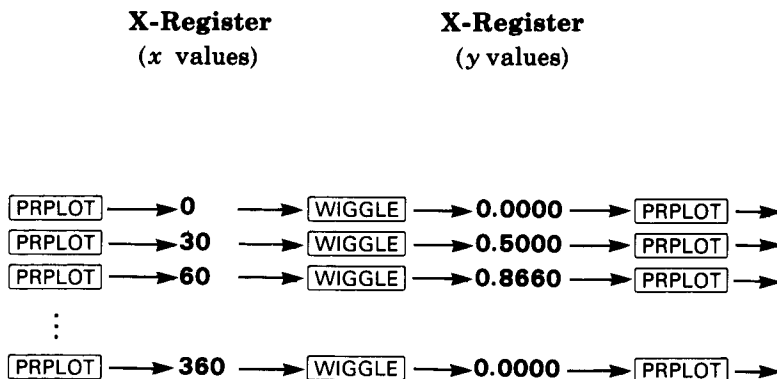 X-Register X-Register
(x values) (y values)
PRPLOT 0 WIGGLE 0.0000 PRPLOT
PRPLOT 30 WIGGLE 0.5000 PRPLOT
PRPLOT 60 WIGGLE 0.8660 PRPLOT
⋮
PRPLOT 360 WIGGLE 0.0000 PRPLOT